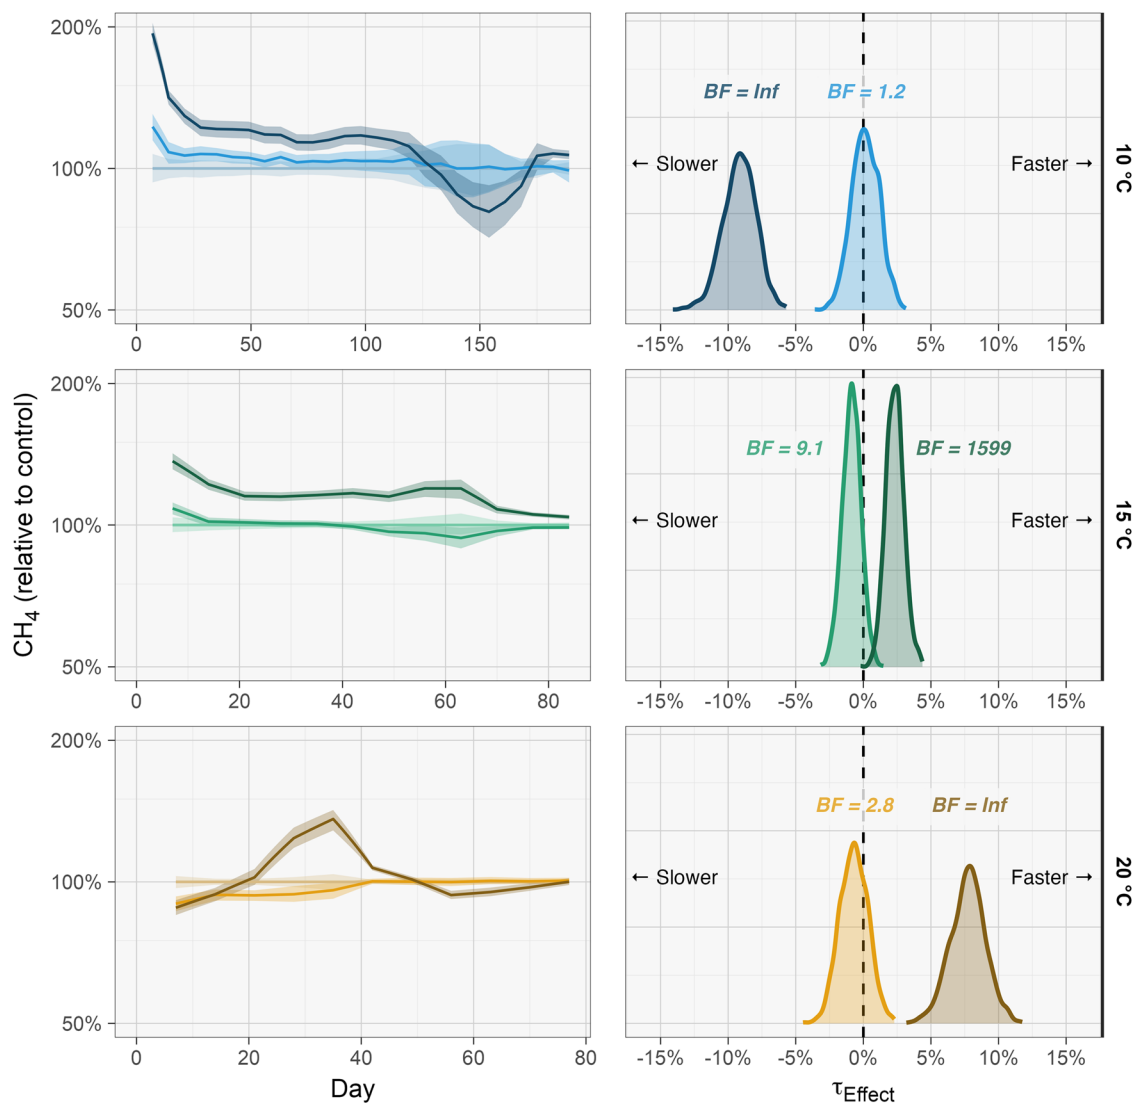 200%
100%
50%
0
50
100
150
BF = Inf
BF = 1.2
← Slower
Faster →
-15%
-10%
-5%
0%
5%
10%
15%
10 °C
200%
100%
50%
0
20
40
60
80
BF = 9.1
BF = 1599
← Slower
Faster →
-15%
-10%
-5%
0%
5%
10%
15%
15 °C
200%
100%
50%
0
20
40
60
80
BF = 2.8
BF = Inf
← Slower
Faster →
-15%
-10%
-5%
0%
5%
10%
15%
20 °C
CH₄ (relative to control)
Day
τEffect